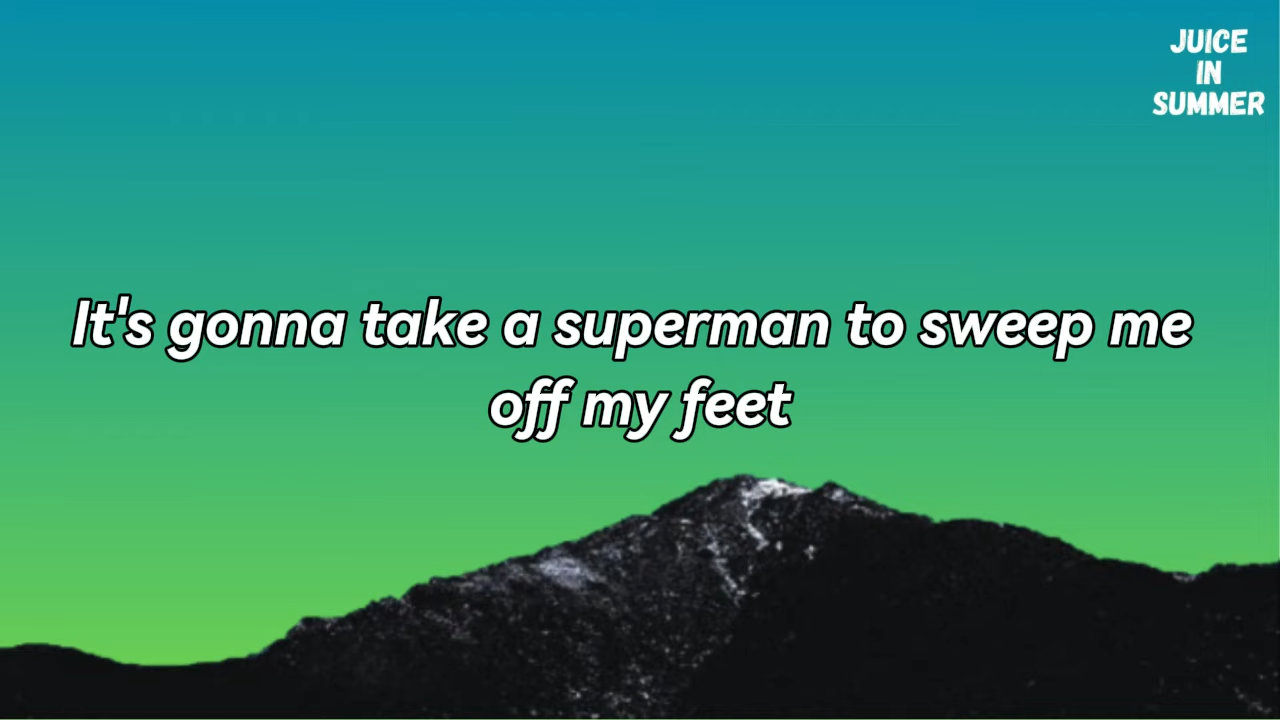 JUICE
IN
SUMMER
It's gonna take a superman to sweep me
off my feet